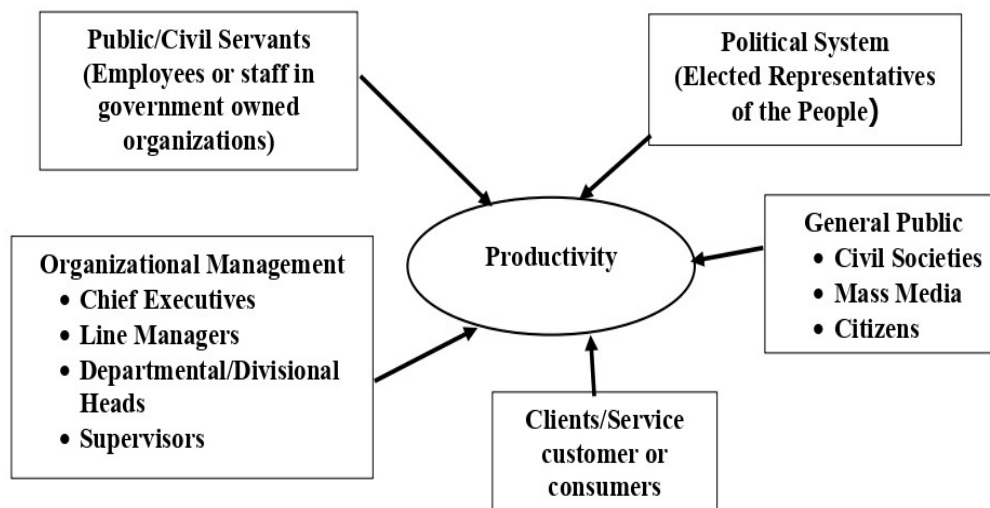 Public/Civil Servants
(Employees or staff in
government owned
organizations)
Political System
(Elected Representatives
of the People)
Productivity
General Public
• Civil Societies
• Mass Media
• Citizens
Organizational Management
• Chief Executives
• Line Managers
• Departmental/Divisional
Heads
• Supervisors
Clients/Service
customer or
consumers